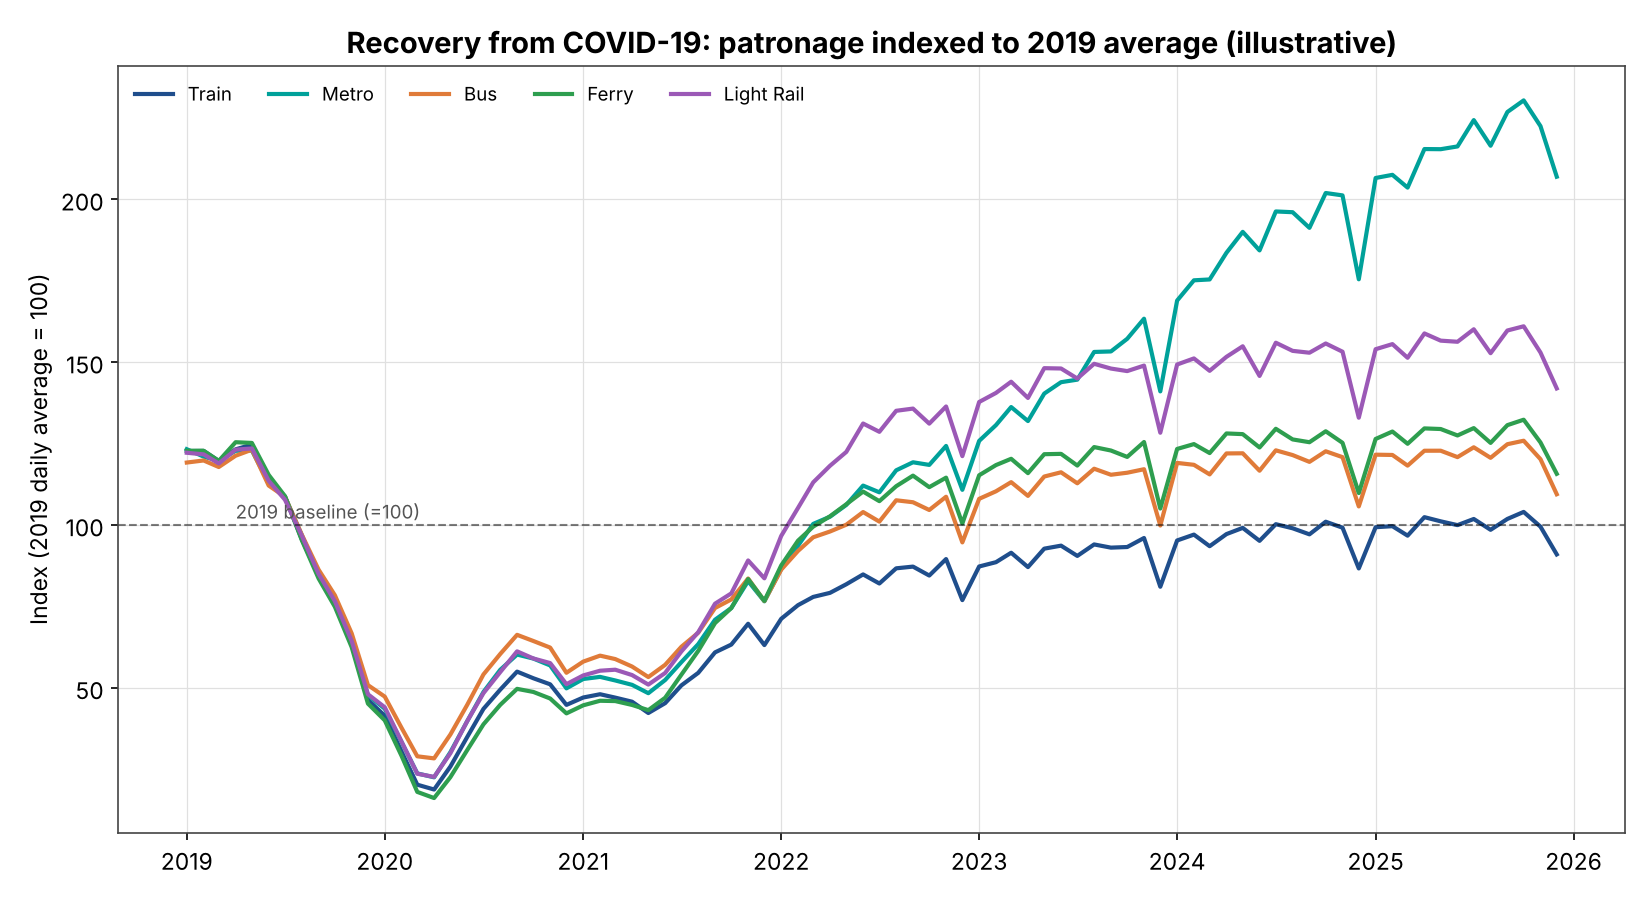 Recovery from COVID-19: patronage indexed to 2019 average (illustrative)
Train Metro Bus Ferry Light Rail
Index (2019 daily average = 100)
200
150
100
50
2019 baseline (=100)
2019 2020 2021 2022 2023 2024 2025 2026